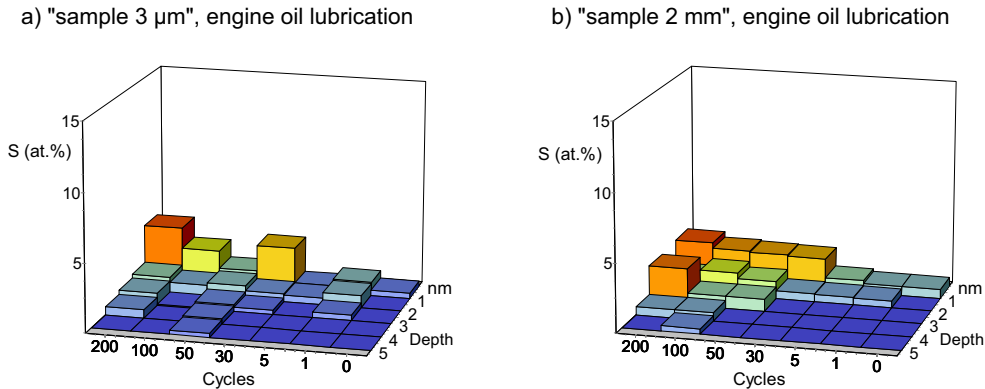 a) "sample 3 µm", engine oil lubrication
15
S (at.%)
10
5
200 100 50 30 5 1 0
Cycles
1 nm
2
3
4 Depth
5
b) "sample 2 mm", engine oil lubrication
15
S (at.%)
10
5
200 100 50 30 5 1 0
Cycles
1 nm
2
3
4 Depth
5